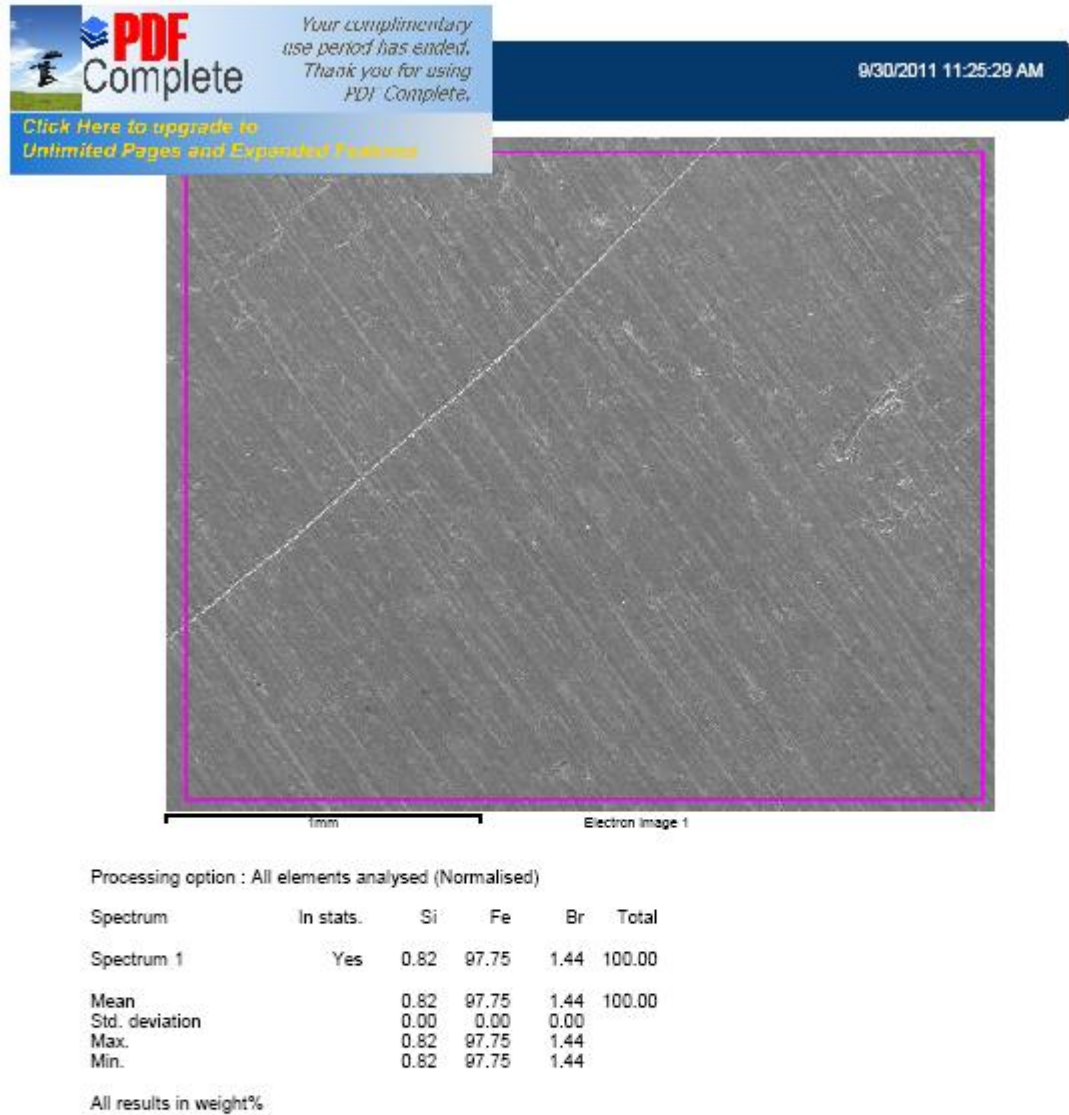 PDF
Complete
Your complimentary
use period has ended.
Thank you for using
PDF Complete.
Click Here to upgrade to
Unlimited Pages and Expanded Features
9/30/2011 11:25:29 AM
1mm
Electron Image 1
Processing option : All elements analysed (Normalised)
Spectrum In stats. Si Fe Br Total
Spectrum 1 Yes 0.82 97.75 1.44 100.00
Mean 0.82 97.75 1.44 100.00
Std. deviation 0.00 0.00 0.00
Max. 0.82 97.75 1.44
Min. 0.82 97.75 1.44
All results in weight%